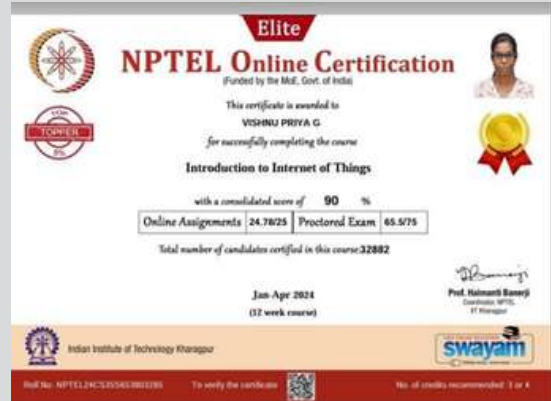 Elite
NPTEL Online Certification
(Funded by the MoE, Govt. of India)
This certificate is awarded to
VISHNU PRIYA G
for successfully completing the course
TOPPER
5%
Introduction to Internet of Things
with a consolidated score of 90 %
Online Assignments 24.78/25 Proctored Exam 65.5/75
Total number of candidates certified in this course:32882
Jan-Apr 2024
(12 week course)
Prof. Haimanti Banerji
Coordinator, NPTEL
IIT Kharagpur
Indian Institute of Technology Kharagpur
swayam
Roll No:
To verify the certificate
No. of credits recommended: 3 or 4